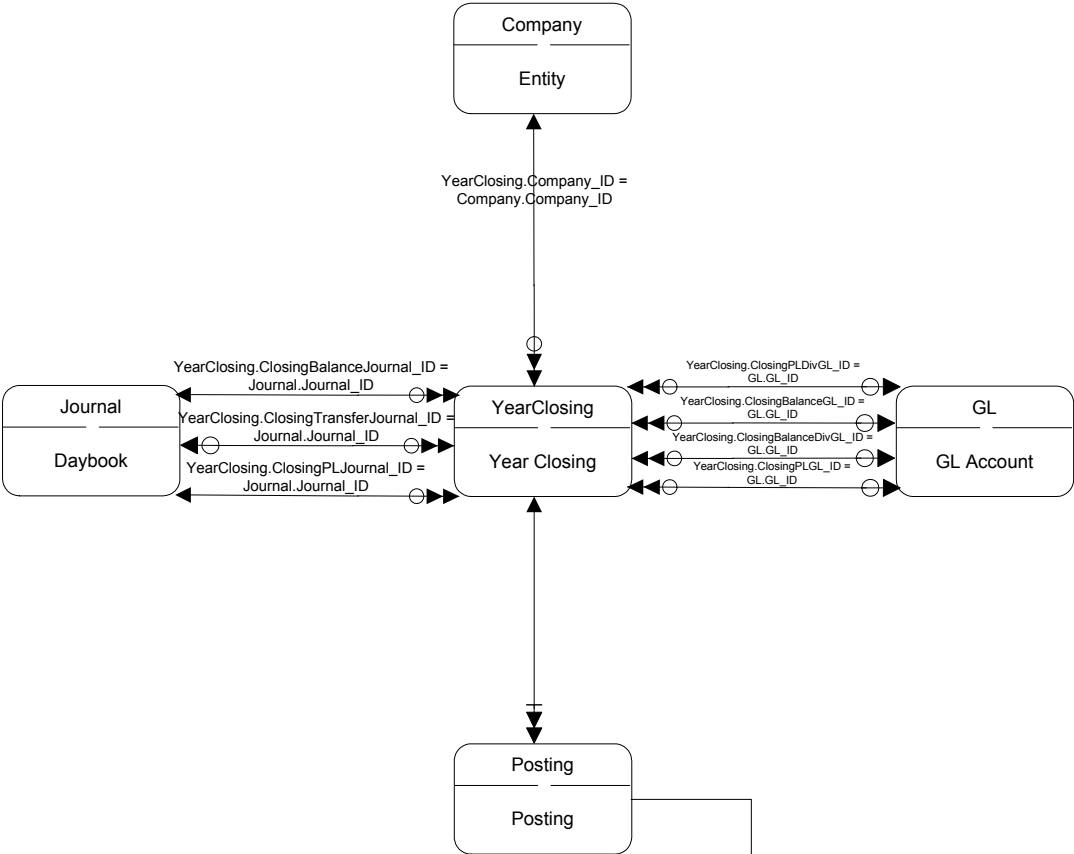 Company
Entity
YearClosing.Company_ID =
Company.Company_ID
YearClosing.ClosingBalanceJournal_ID =
Journal.Journal_ID
YearClosing.ClosingTransferJournal_ID =
Journal.Journal_ID
YearClosing.ClosingPLJournal_ID =
Journal.Journal_ID
Journal
Daybook
YearClosing
Year Closing
YearClosing.ClosingPLDivGL_ID =
GL.GL_ID
YearClosing.ClosingBalanceGL_ID =
GL.GL_ID
YearClosing.ClosingBalanceDivGL_ID=
GL.GL_ID
YearClosing.ClosingPLGL_ID =
GL.GL_ID
GL
GL Account
Posting
Posting